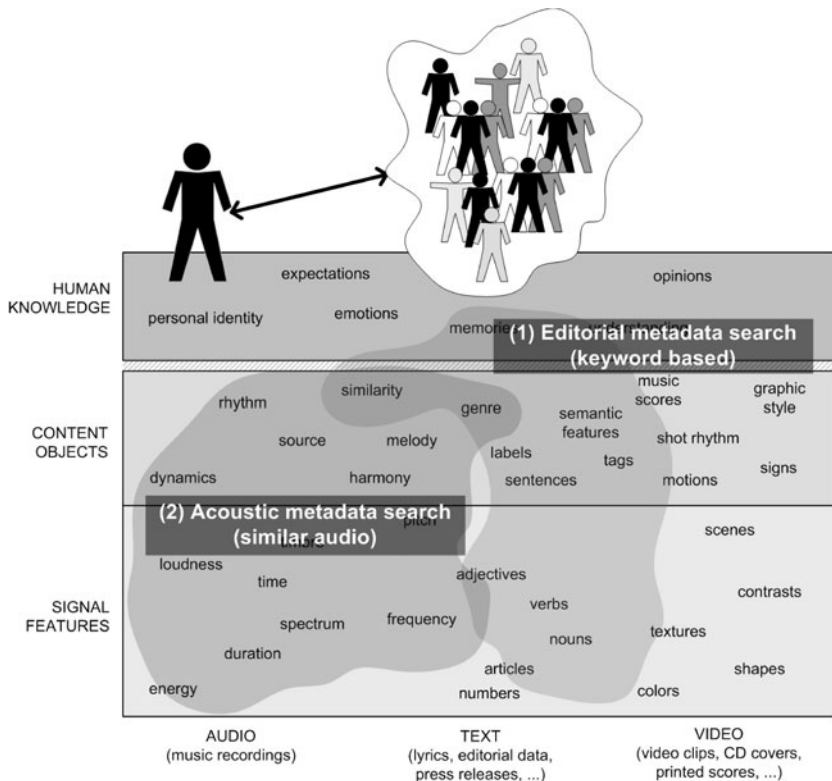 expectations
opinions
HUMAN
KNOWLEDGE
personal identity
emotions
memories
understanding
(1) Editorial metadata search
(keyword based)
similarity
music
scores
graphic
style
rhythm
genre
semantic
features
CONTENT
OBJECTS
source
melody
shot rhythm
labels
tags
signs
dynamics
harmony
sentences
motions
(2) Acoustic metadata search
(similar audio)
pitch
timbre
scenes
loudness
time
adjectives
contrasts
verbs
SIGNAL
FEATURES
spectrum
frequency
nouns
textures
duration
articles
shapes
energy
numbers
colors
AUDIO
(music recordings)
TEXT
(lyrics, editorial data,
press releases, ...)
VIDEO
(video clips, CD covers,
printed scores, ...)